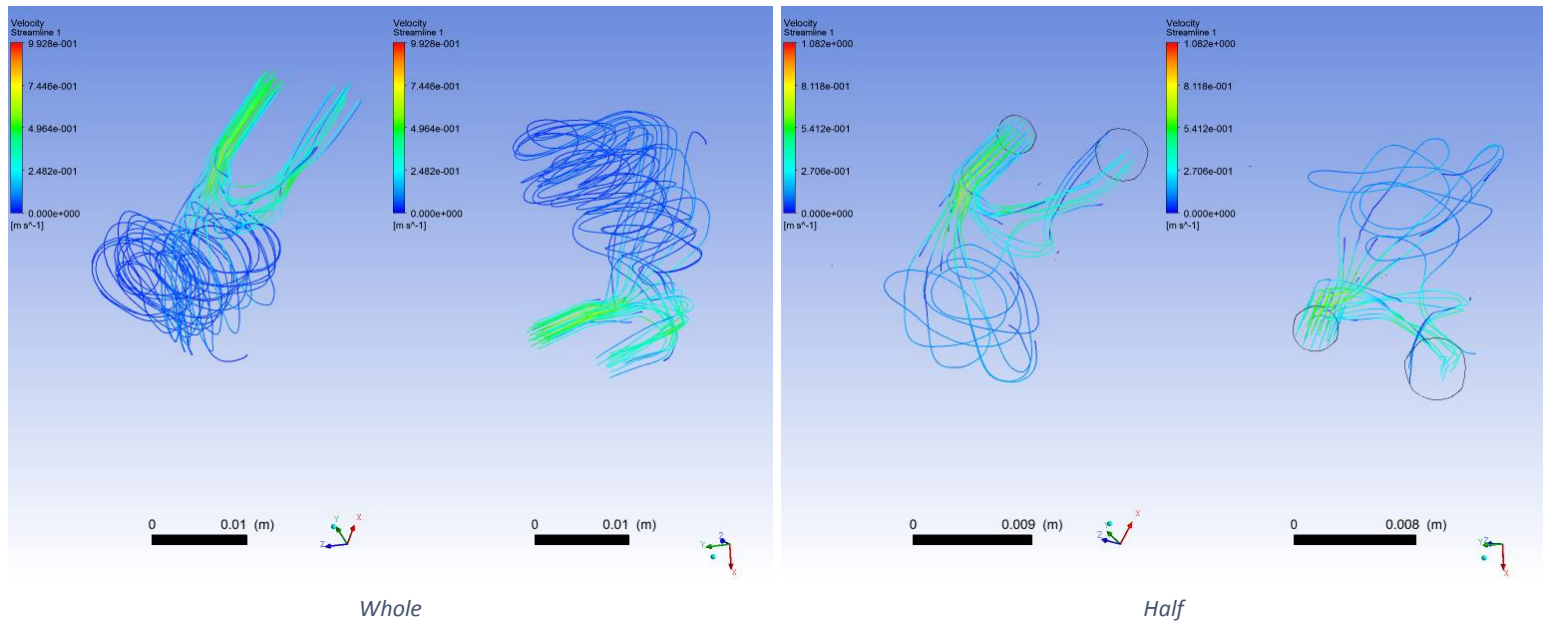 Velocity
Streamline 1
9.928e-001
7.446e-001
4.964e-001
2.482e-001
0.000e+000
[m s^-1]
Velocity
Streamline 1
9.928e-001
7.446e-001
4.964e-001
2.482e-001
0.000e+000
[m s^-1]
0 0.01 (m)
Y X Z
0 0.01 (m)
Z Y X
Velocity
Streamline 1
1.082e+000
8.118e-001
5.412e-001
2.706e-001
0.000e+000
[m s^-1]
Velocity
Streamline 1
1.082e+000
8.118e-001
5.412e-001
2.706e-001
0.000e+000
[m s^-1]
0 0.009 (m)
Y X Z
0 0.008 (m)
Y Z X
Whole
Half